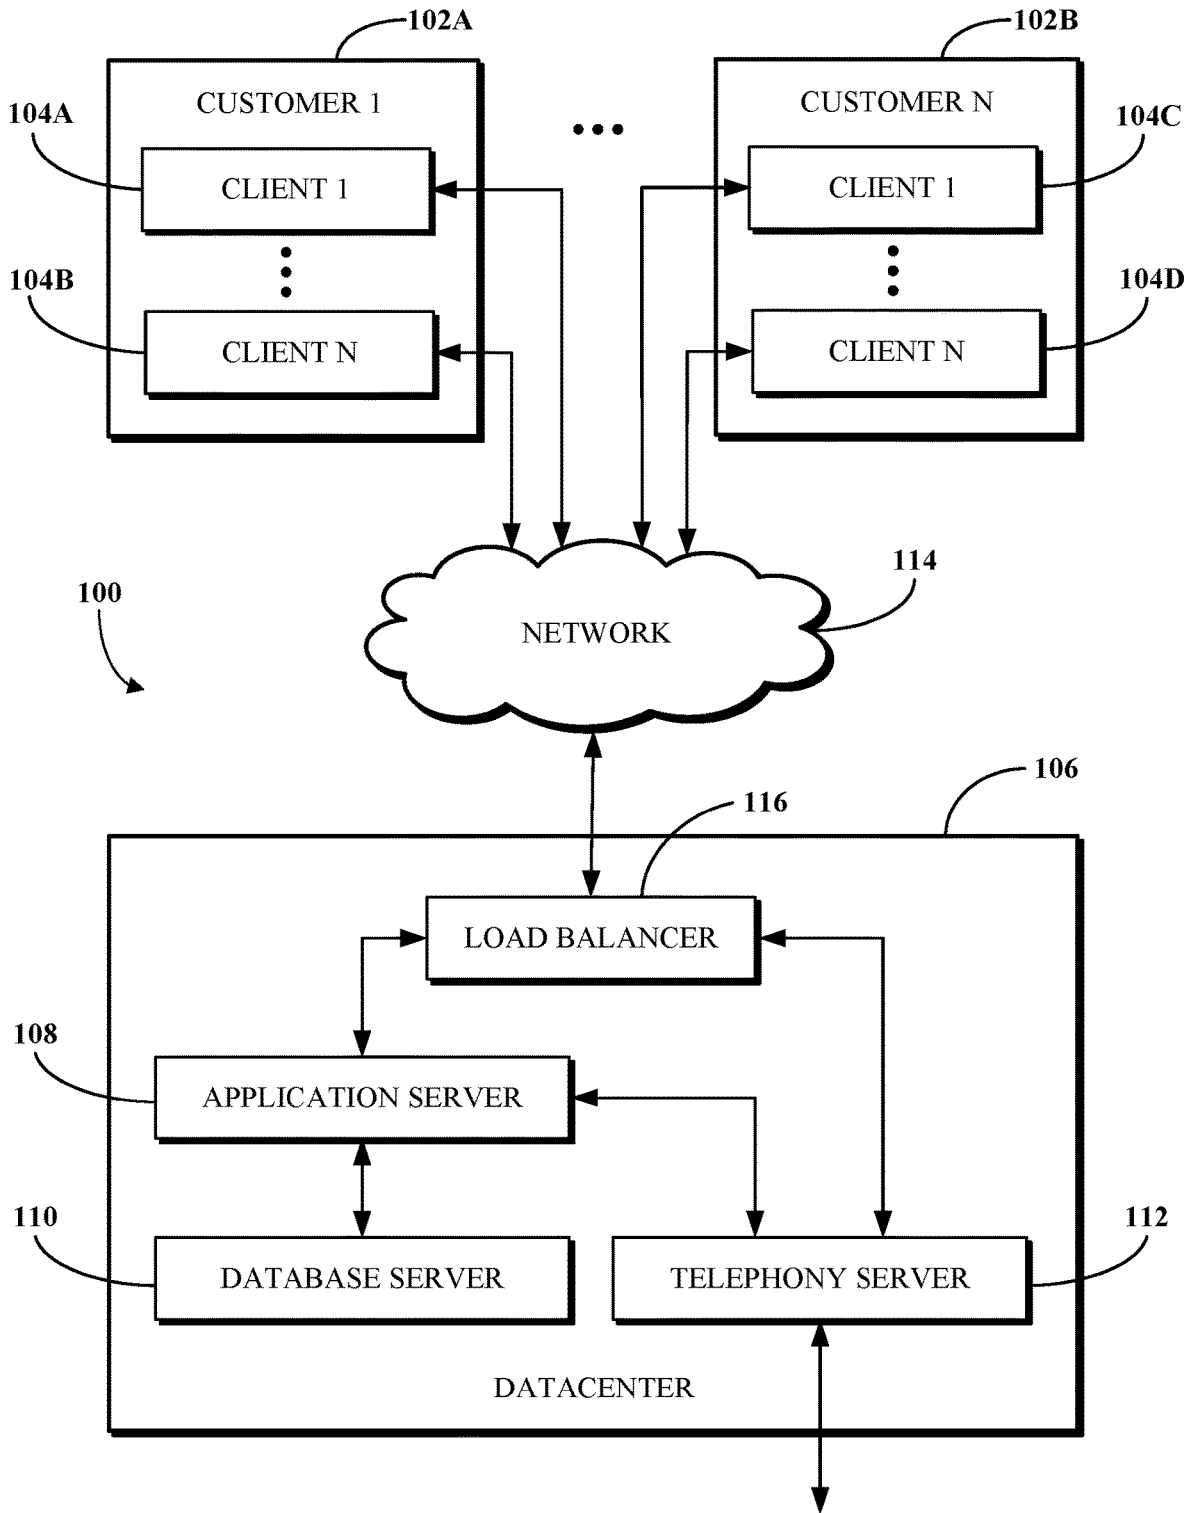 102A
102B
CUSTOMER 1
CUSTOMER N
104A
104C
CLIENT 1
CLIENT 1
104B
104D
CLIENT N
CLIENT N
114
100
NETWORK
106
116
LOAD BALANCER
108
APPLICATION SERVER
110
112
DATABASE SERVER
TELEPHONY SERVER
DATACENTER